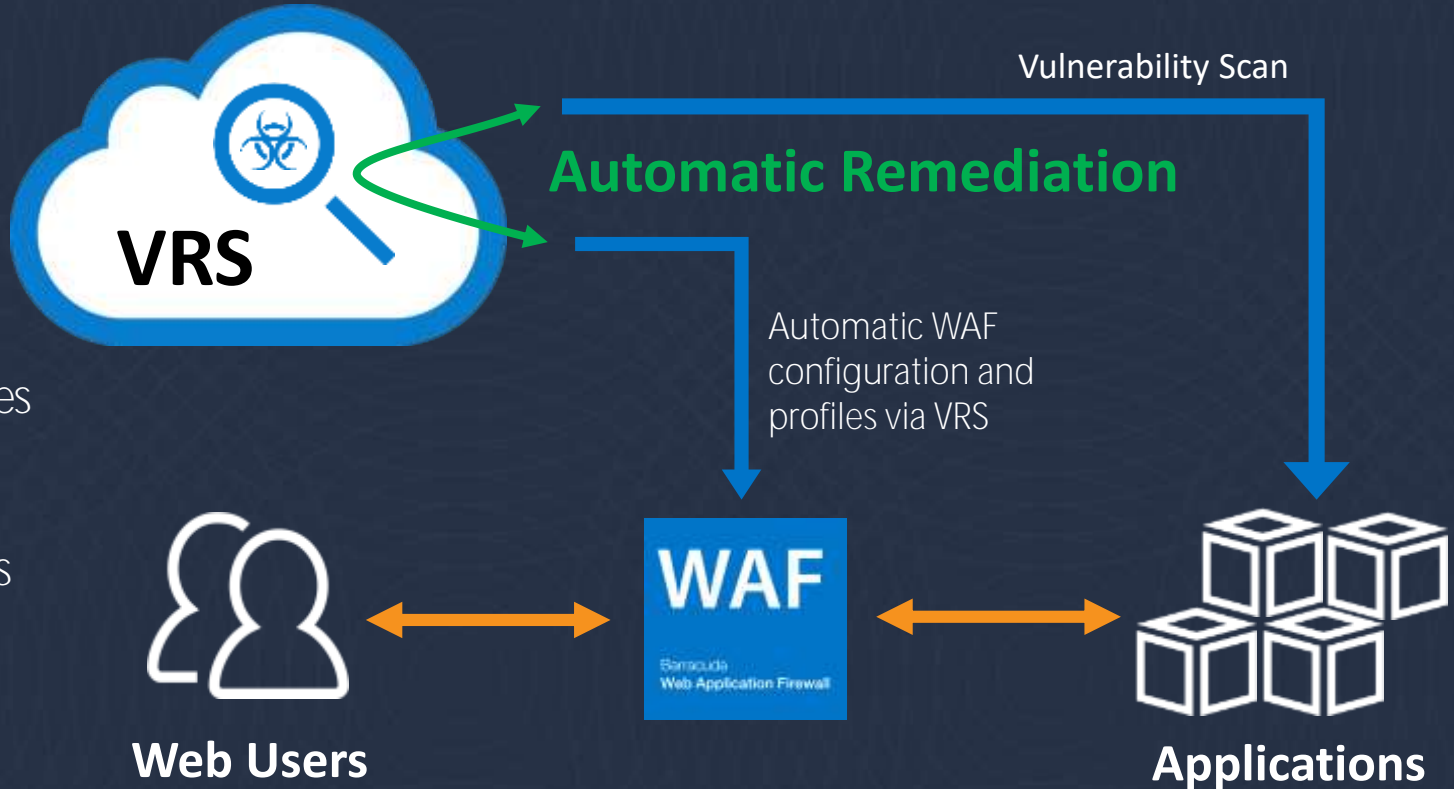 Vulnerability Scan
Automatic Remediation
VRS
Automatic WAF
configuration and
profiles via VRS
es
s
WAF
Barracuda
Web Application Firewall
Web Users
Applications